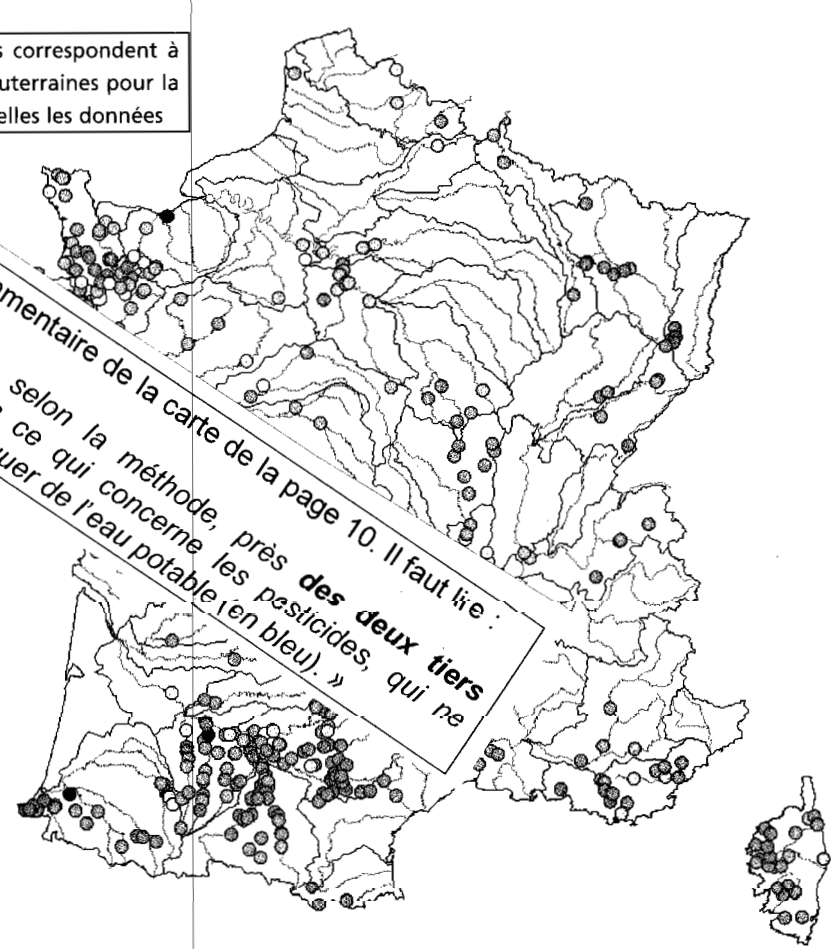 s correspondent à
uterraines pour la
elles les données
mmentaire de la carte de la page 10. Il faut lire :
selon la méthode, près des deux tiers
ce qui concerne les pesticides, qui ne
uer de l'eau potable (en bleu). »